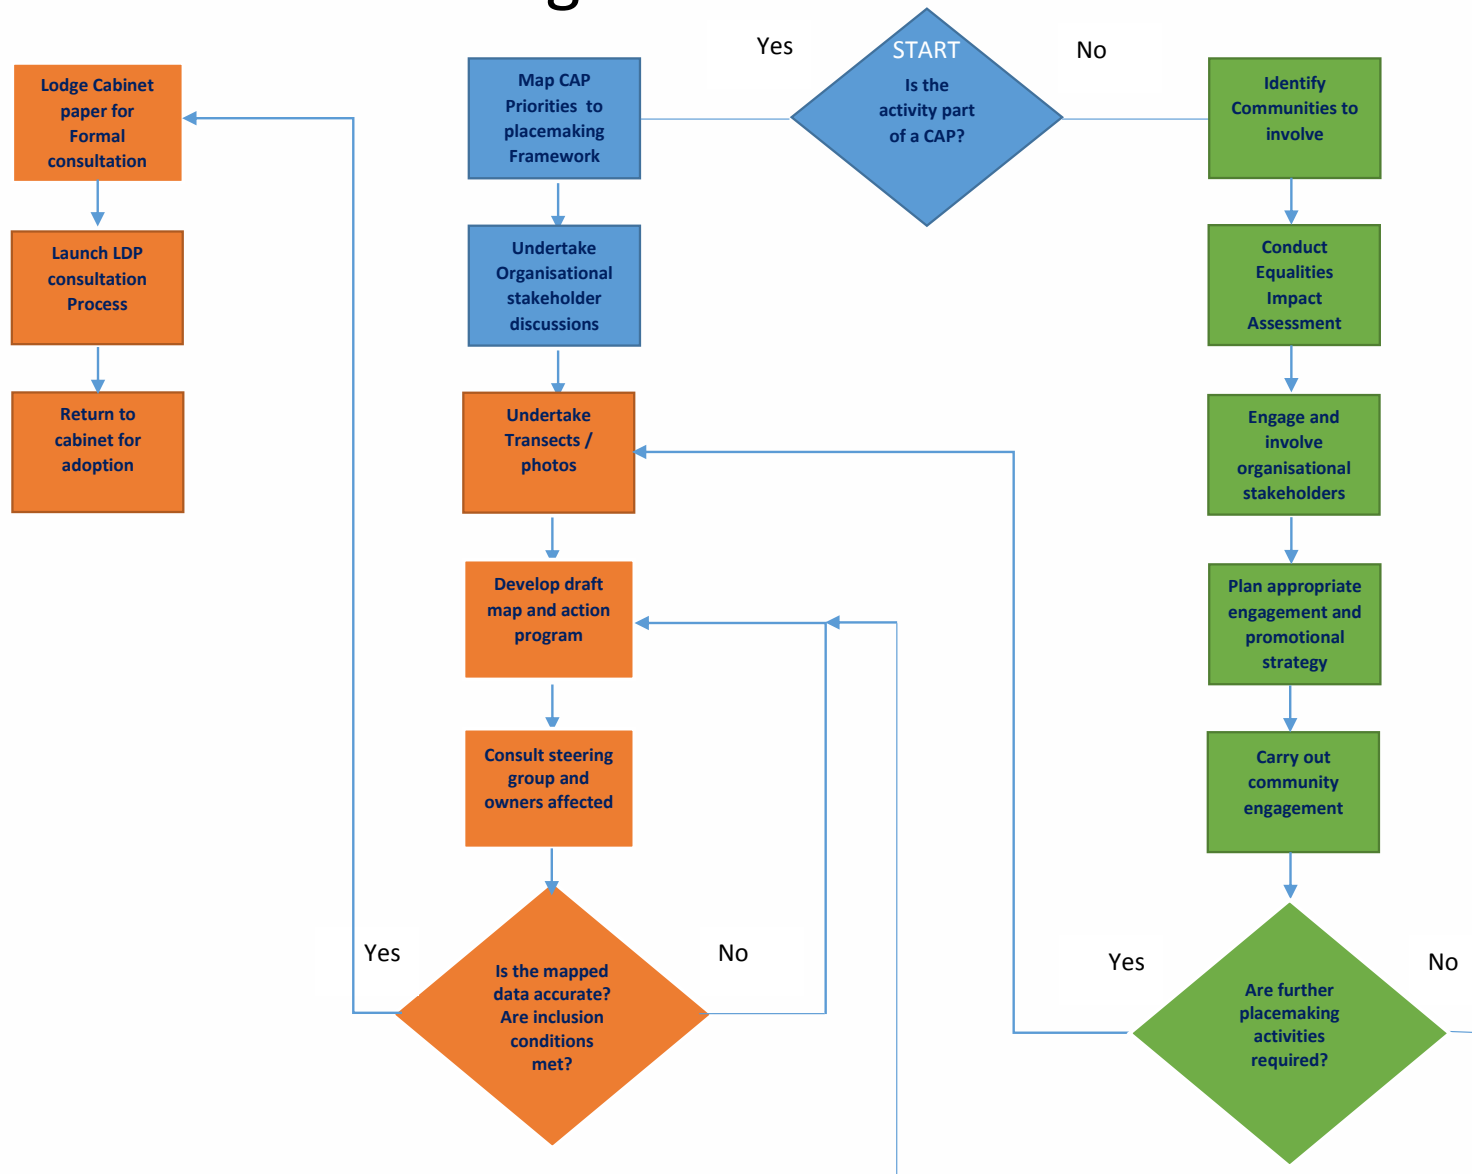 g
Yes
START
No
Is the
activity part
of a CAP?
Lodge Cabinet
paper for
Formal
consultation
Launch LDP
consultation
Process
Return to
cabinet for
adoption
Map CAP
Priorities to
placemaking
Framework
Undertake
Organisational
stakeholder
discussions
Undertake
Transects /
photos
Develop draft
map and action
program
Consult steering
group and
owners affected
Yes
No
Is the mapped
data accurate?
Are inclusion
conditions
met?
Identify
Communities to
involve
Conduct
Equalities
Impact
Assessment
Engage and
involve
organisational
stakeholders
Plan appropriate
engagement and
promotional
strategy
Carry out
community
engagement
Yes
No
Are further
placemaking
activities
required?